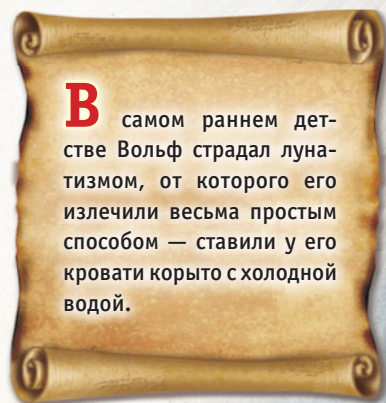 В самом раннем дет-
стве Вольф страдал луна-
тизмом, от которого его
излечили весьма простым
способом — ставили у его
кровати корыто с холодной
водой.